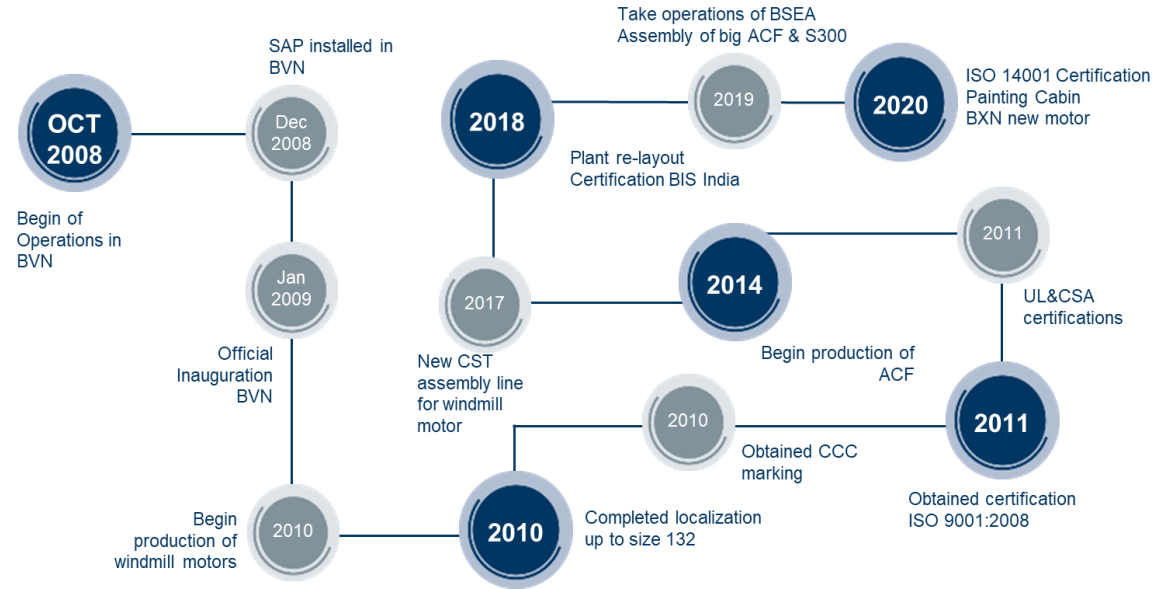 OCT
2008
Begin of
Operations in
BVN
SAP installed in
BVN
Dec
2008
Jan
2009
Official
Inauguration
BVN
2010
Begin
production of
windmill motors
2010
Completed localization
up to size 132
2010
Obtained CCC
marking
2011
Obtained certification
ISO 9001:2008
2011
UL&CSA
certifications
2014
Begin production of
ACF
2017
New CST
assembly line
for windmill
motor
2018
Plant re-layout
Certification BIS India
Take operations of BSEA
Assembly of big ACF & S300
2019
2020
ISO 14001 Certification
Painting Cabin
BXN new motor